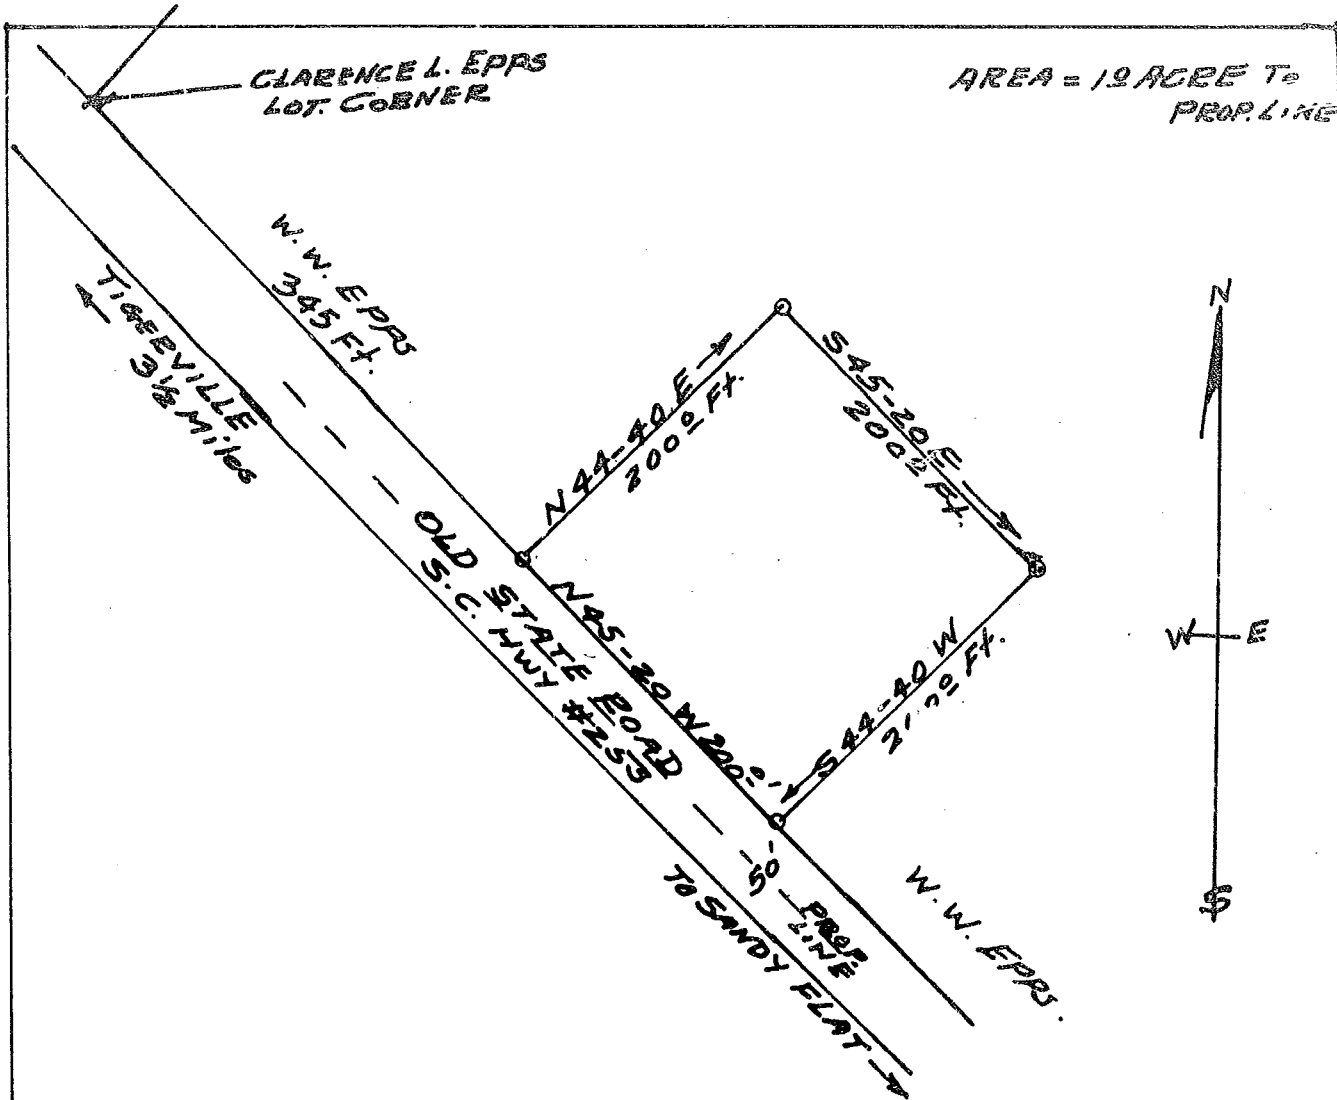 CLARENCE L. EPPS
LOT. CORNER
AREA = 1.0 ACRE TO
PROP. LINE
W. W. EPPS
345 Ft.
TIGERVILLE
3½ Miles
N 44-40 E
200.0 Ft.
S 45-20 E
200.0 Ft.
N
W E
S
OLD STATE ROAD
S.C. HWY #253
N 45-20 W 200.0'
S 44-40 W
Ft.
50'
PROP.
LINE
TO SANDY FLAT
W. W. EPPS.